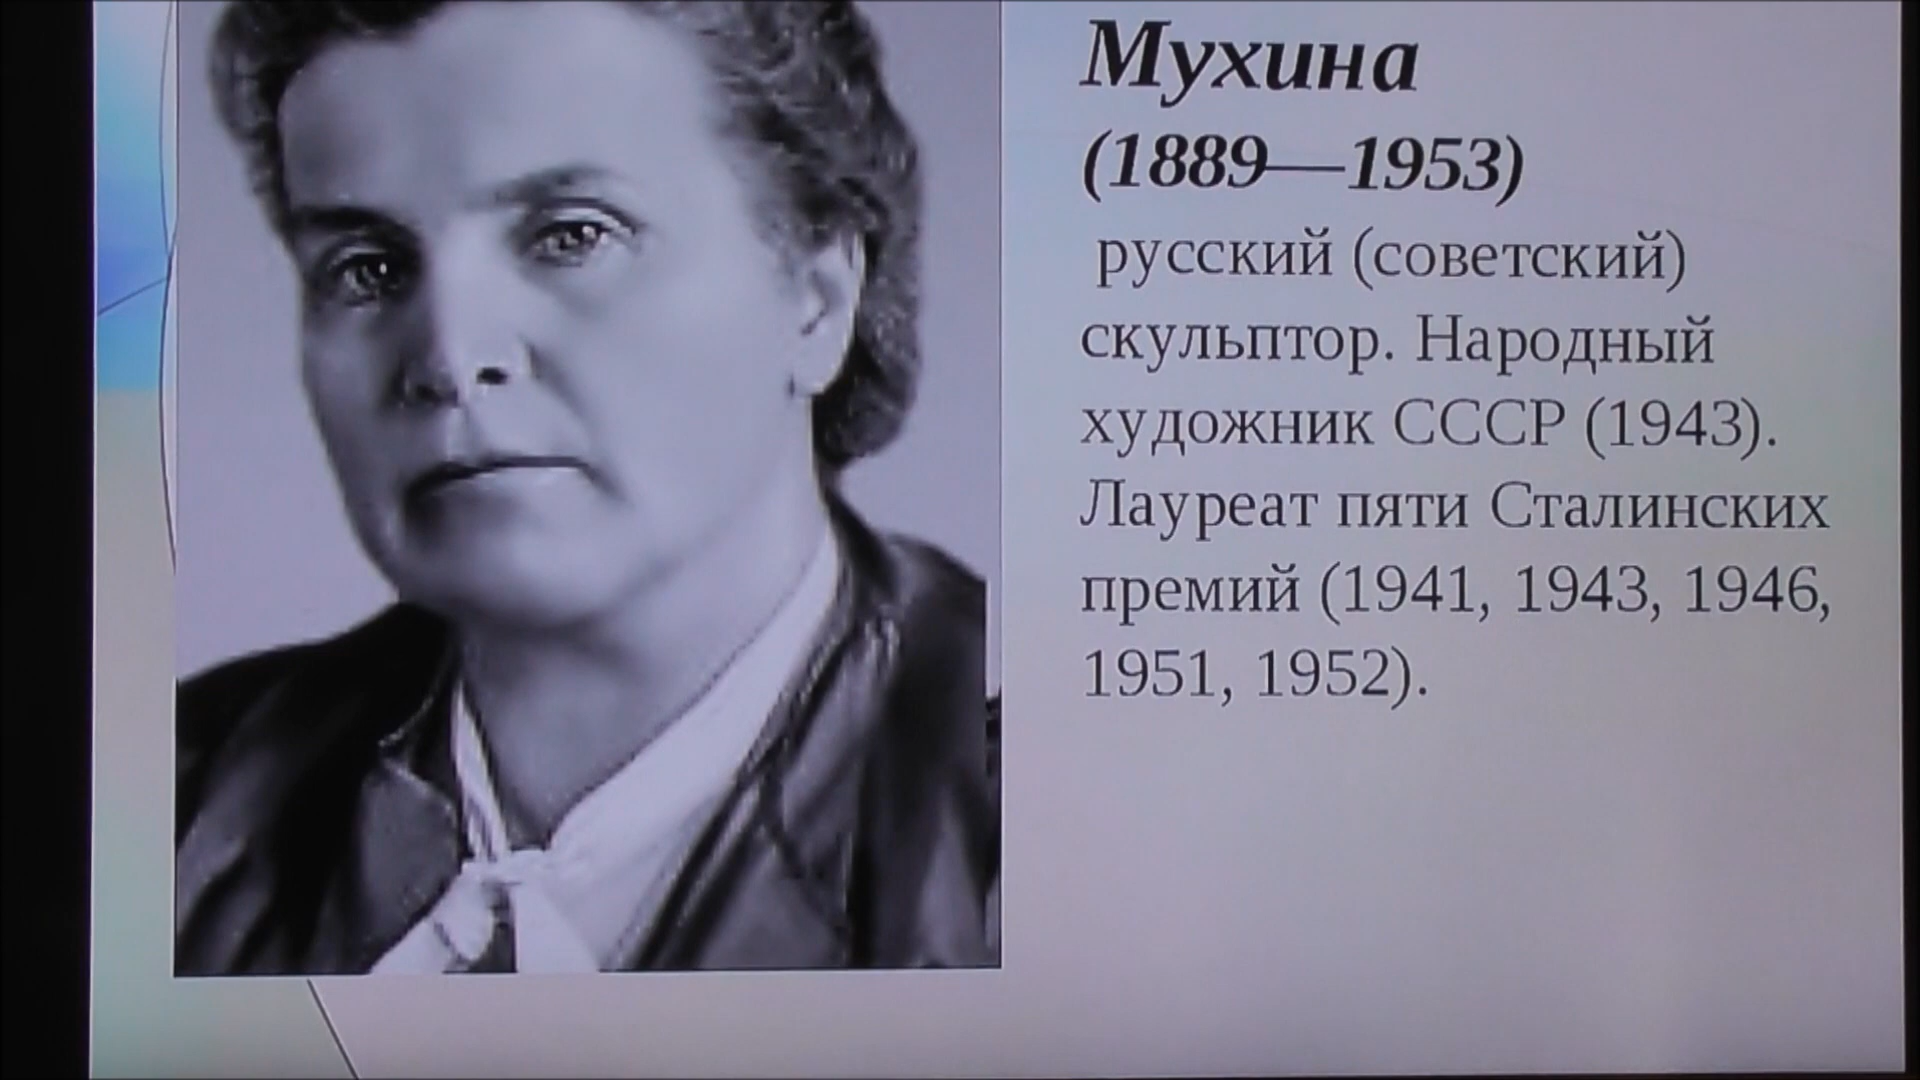 Мухина
(1889—1953)
русский (советский)
скульптор. Народный
художник СССР (1943).
Лауреат пяти Сталинских
премий (1941, 1943, 1946,
1951, 1952).